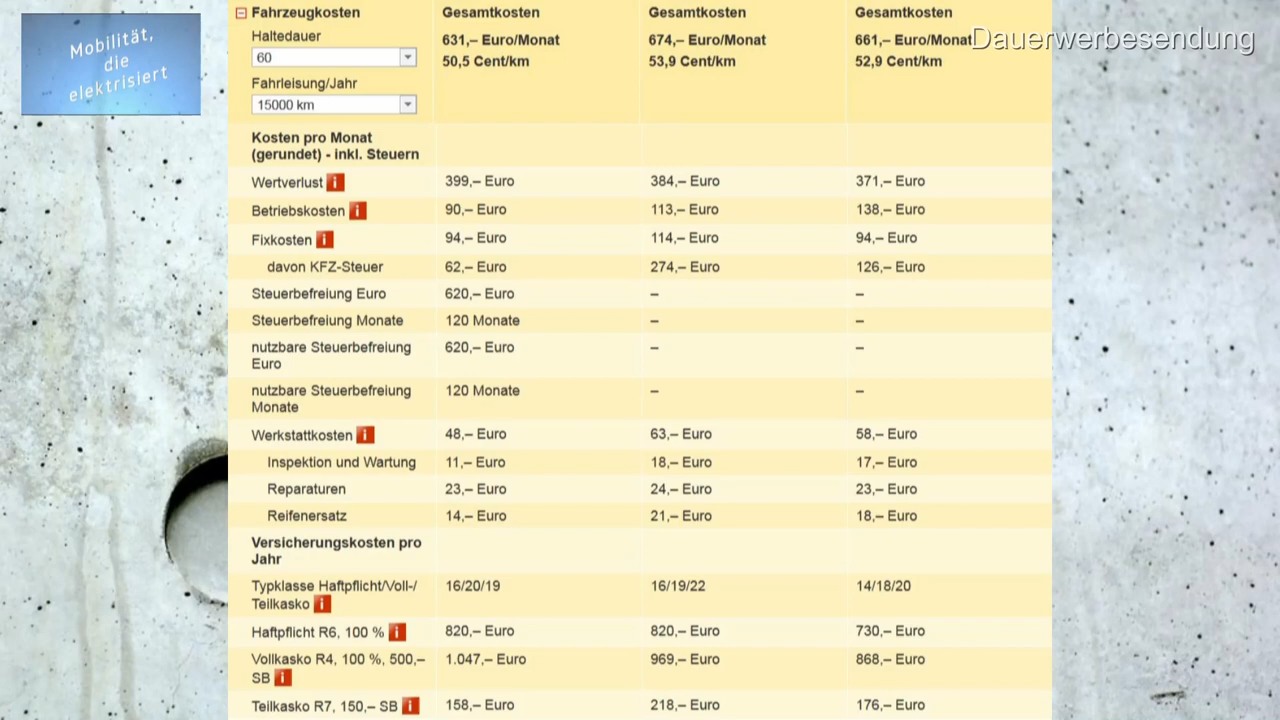 Mobilität,
die
elektrisiert
Dauerwerbesendung
Fahrzeugkosten Gesamtkosten Gesamtkosten Gesamtkosten
Haltedauer 631,– Euro/Monat 674,– Euro/Monat 661,– Euro/Monat
60 50,5 Cent/km 53,9 Cent/km 52,9 Cent/km
Fahrleisung/Jahr
15000 km
Kosten pro Monat
(gerundet) - inkl. Steuern
Wertverlust i 399,– Euro 384,– Euro 371,– Euro
Betriebskosten i 90,– Euro 113,– Euro 138,– Euro
Fixkosten i 94,– Euro 114,– Euro 94,– Euro
davon KFZ-Steuer 62,– Euro 274,– Euro 126,– Euro
Steuerbefreiung Euro 620,– Euro – –
Steuerbefreiung Monate 120 Monate – –
nutzbare Steuerbefreiung 620,– Euro – –
Euro
nutzbare Steuerbefreiung 120 Monate – –
Monate
Werkstattkosten i 48,– Euro 63,– Euro 58,– Euro
Inspektion und Wartung 11,– Euro 18,– Euro 17,– Euro
Reparaturen 23,– Euro 24,– Euro 23,– Euro
Reifenersatz 14,– Euro 21,– Euro 18,– Euro
Versicherungskosten pro
Jahr
Typklasse Haftpflicht/Voll-/ 16/20/19 16/19/22 14/18/20
Teilkasko i
Haftpflicht R6, 100 % i 820,– Euro 820,– Euro 730,– Euro
Vollkasko R4, 100 %, 500,– 1.047,– Euro 969,– Euro 868,– Euro
SB i
Teilkasko R7, 150,– SB i 158,– Euro 218,– Euro 176,– Euro